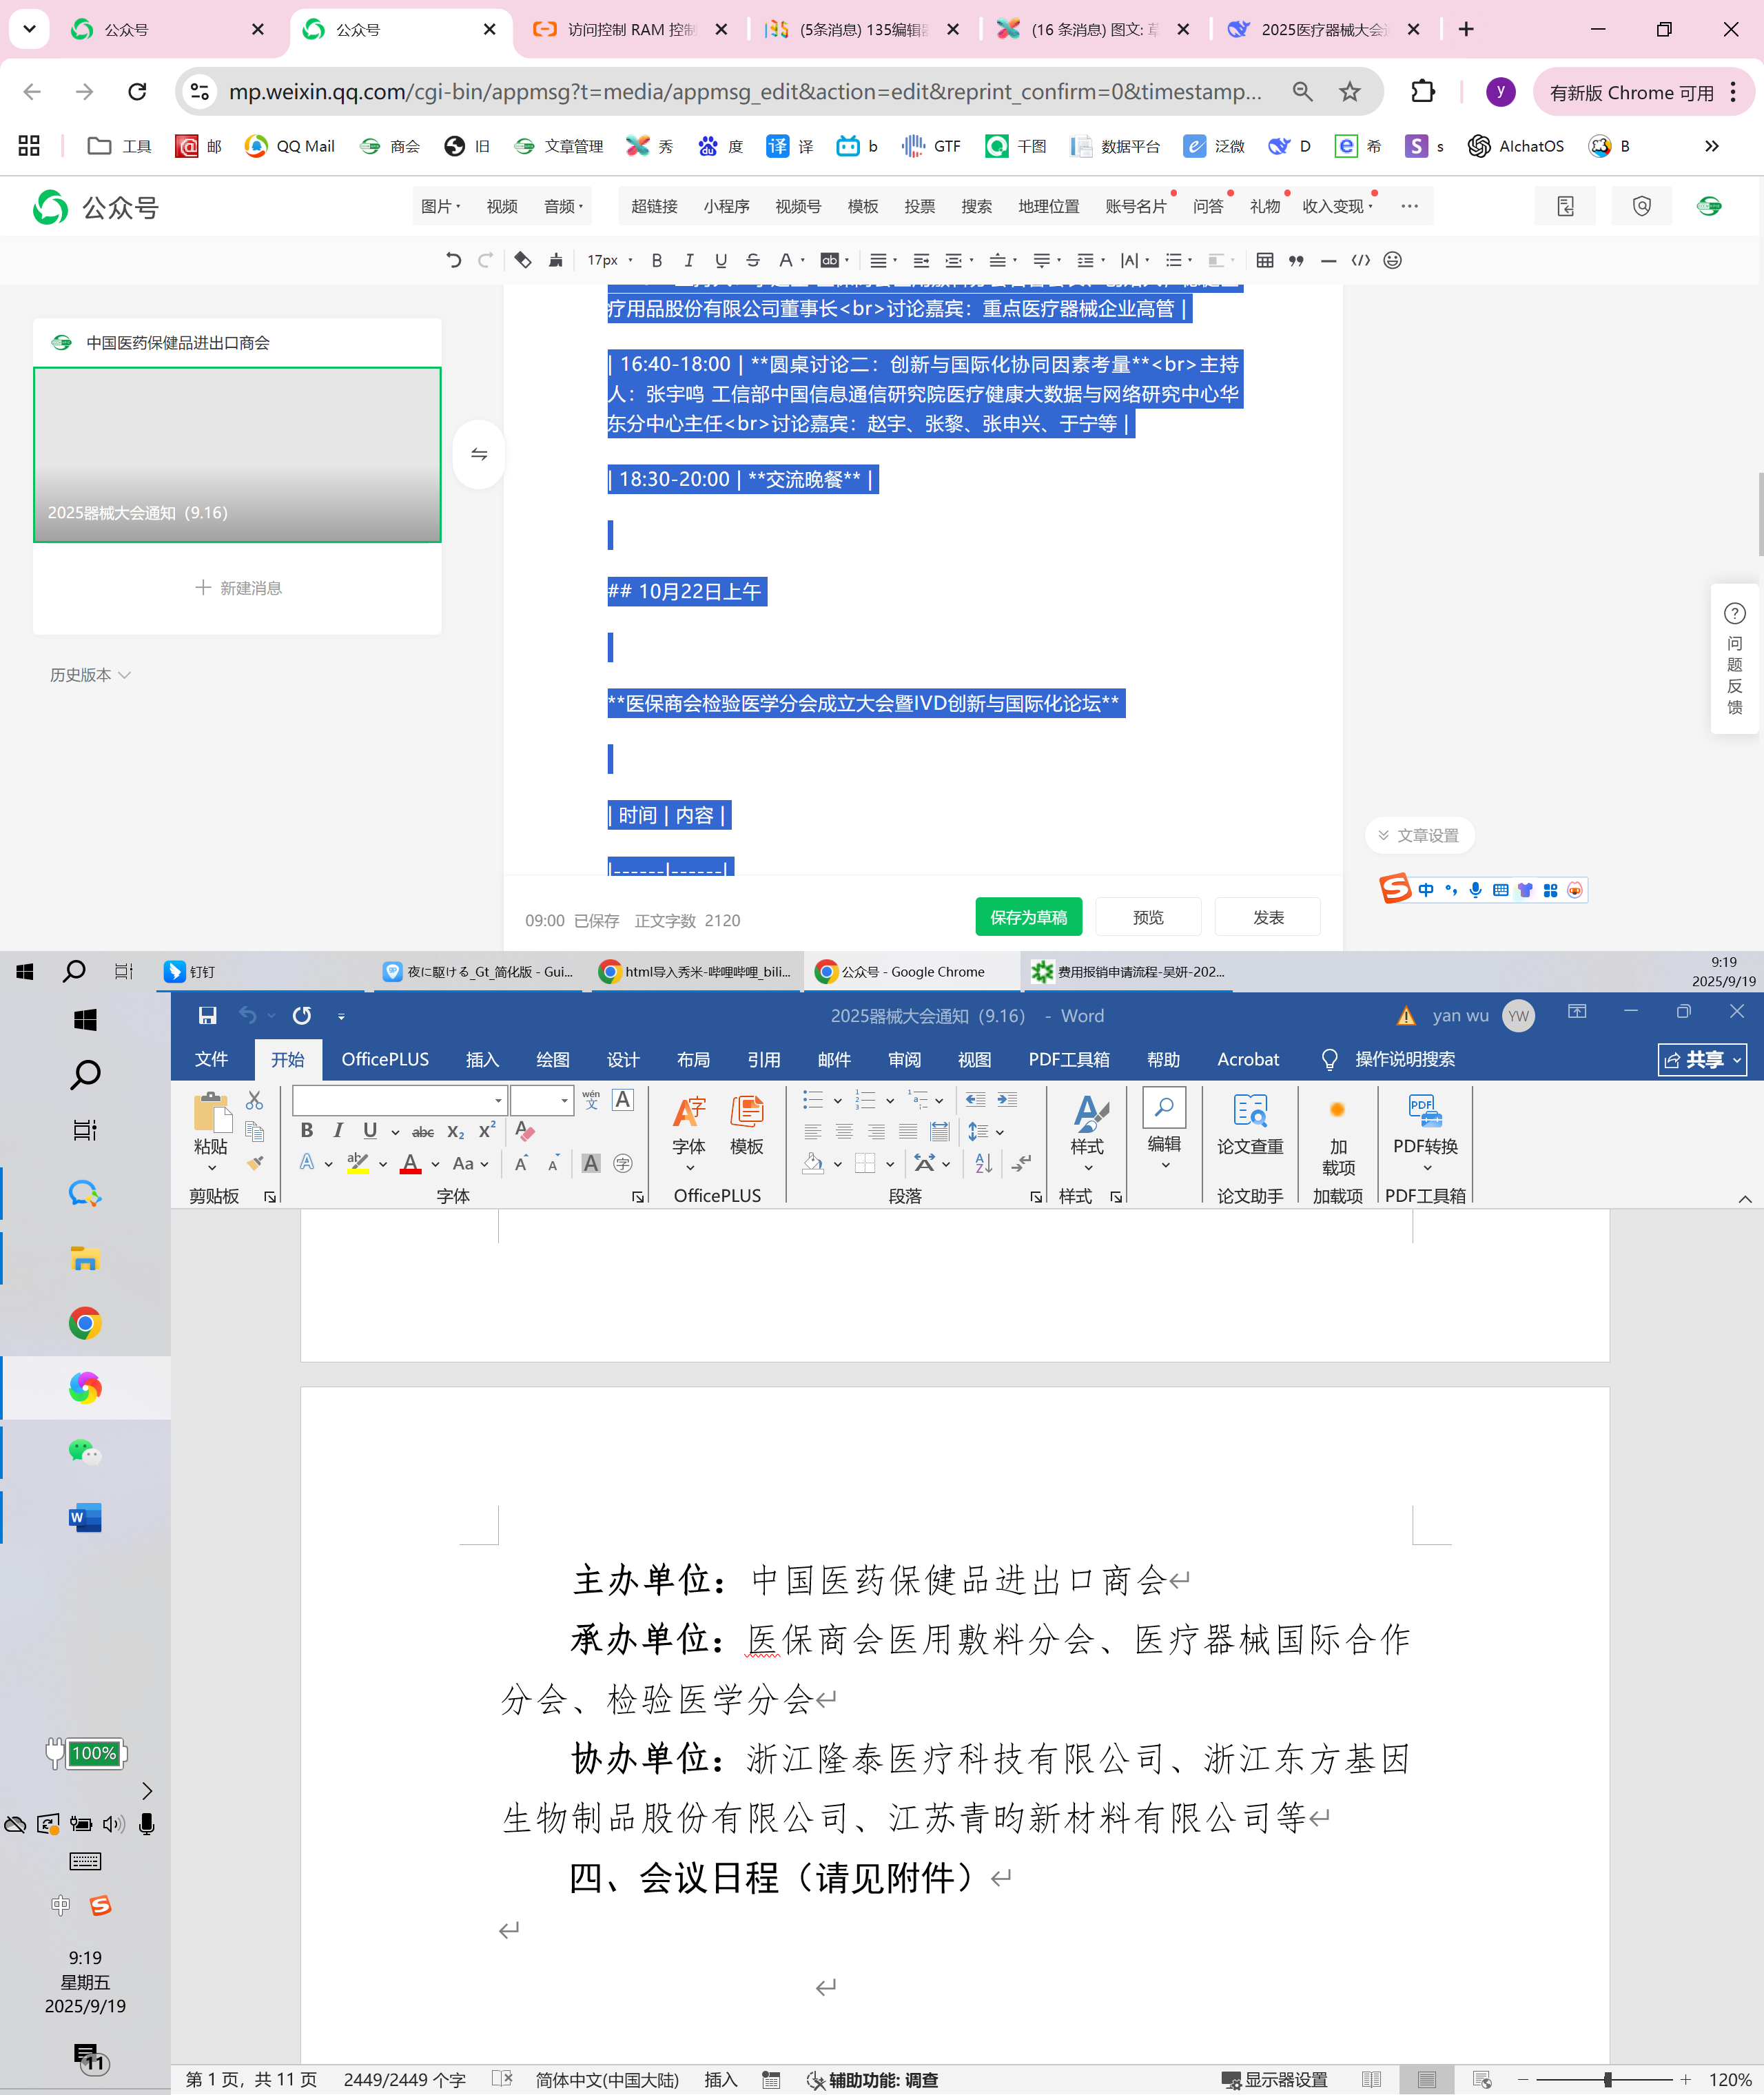 公众号
公众号
访问控制 RAM 控制
(5条消息) 135编辑器
(16 条消息) 图文: 草
2025医疗器械大会通
mp.weixin.qq.com/cgi-bin/appmsg?t=media/appmsg_edit&action=edit&reprint_confirm=0&timestamp...
y
有新版 Chrome 可用
工具
邮
QQ Mail
商会
旧
文章管理
秀
度
译
b
GTF
千图
数据平台
泛微
D
希
s
AIchatOS
B
公众号
图片
视频
音频
超链接
小程序
视频号
模板
投票
搜索
地理位置
账号名片
问答
礼物
收入变现
17px
中国医药保健品进出口商会
2025器械大会通知（9.16）
新建消息
历史版本
疗用品股份有限公司董事长<br>讨论嘉宾：重点医疗器械企业高管 |
| 16:40-18:00 | **圆桌讨论二：创新与国际化协同因素考量**<br>主持
人：张宇鸣 工信部中国信息通信研究院医疗健康大数据与网络研究中心华
东分中心主任<br>讨论嘉宾：赵宇、张黎、张申兴、于宁等 |
| 18:30-20:00 | **交流晚餐** |
## 10月22日上午
**医保商会检验医学分会成立大会暨IVD创新与国际化论坛**
| 时间 | 内容 |
|------|------|
问题反馈
文章设置
中
09:00 已保存 正文字数 2120
保存为草稿
预览
发表
钉钉
夜に駆ける_Gt_简化版 - Gui...
html导入秀米-哔哩哔哩_bili...
公众号 - Google Chrome
费用报销申请流程-吴妍-202...
9:19
2025/9/19
2025器械大会通知（9.16） - Word
yan wu
YW
文件
开始
OfficePLUS
插入
绘图
设计
布局
引用
邮件
审阅
视图
PDF工具箱
帮助
Acrobat
操作说明搜索
共享
粘贴
字体
模板
样式
编辑
论文查重
加载项
PDF转换
剪贴板
字体
OfficePLUS
段落
样式
论文助手
加载项
PDF工具箱
主办单位：中国医药保健品进出口商会
承办单位：医保商会医用敷料分会、医疗器械国际合作
分会、检验医学分会
协办单位：浙江隆泰医疗科技有限公司、浙江东方基因
生物制品股份有限公司、江苏青昀新材料有限公司等
四、会议日程（请见附件）
100%
中
9:19
星期五
2025/9/19
11
第 1 页，共 11 页
2449/2449 个字
简体中文(中国大陆)
插入
辅助功能: 调查
显示器设置
120%